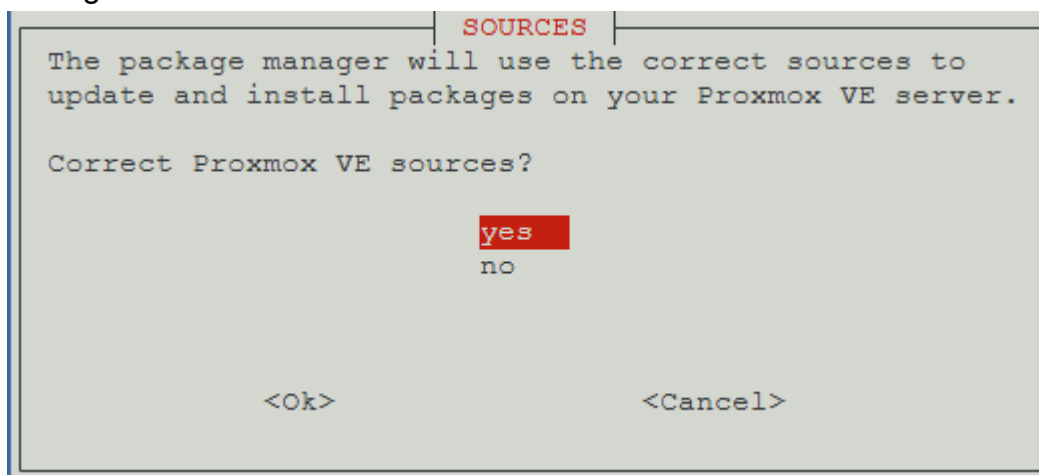 SOURCES
The package manager will use the correct sources to
update and install packages on your Proxmox VE server.
Correct Proxmox VE sources?
yes
no
<Ok> <Cancel>